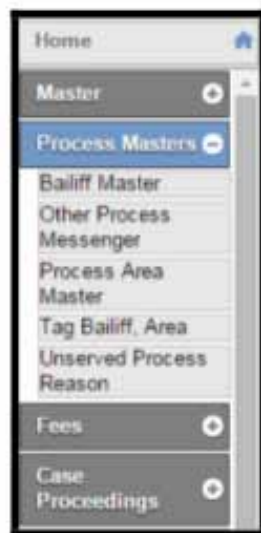 Home
Master
Process Masters
Bailiff Master
Other Process
Messenger
Process Area
Master
Tag Bailiff, Area
Unserved Process
Reason
Fees
Case
Proceedings